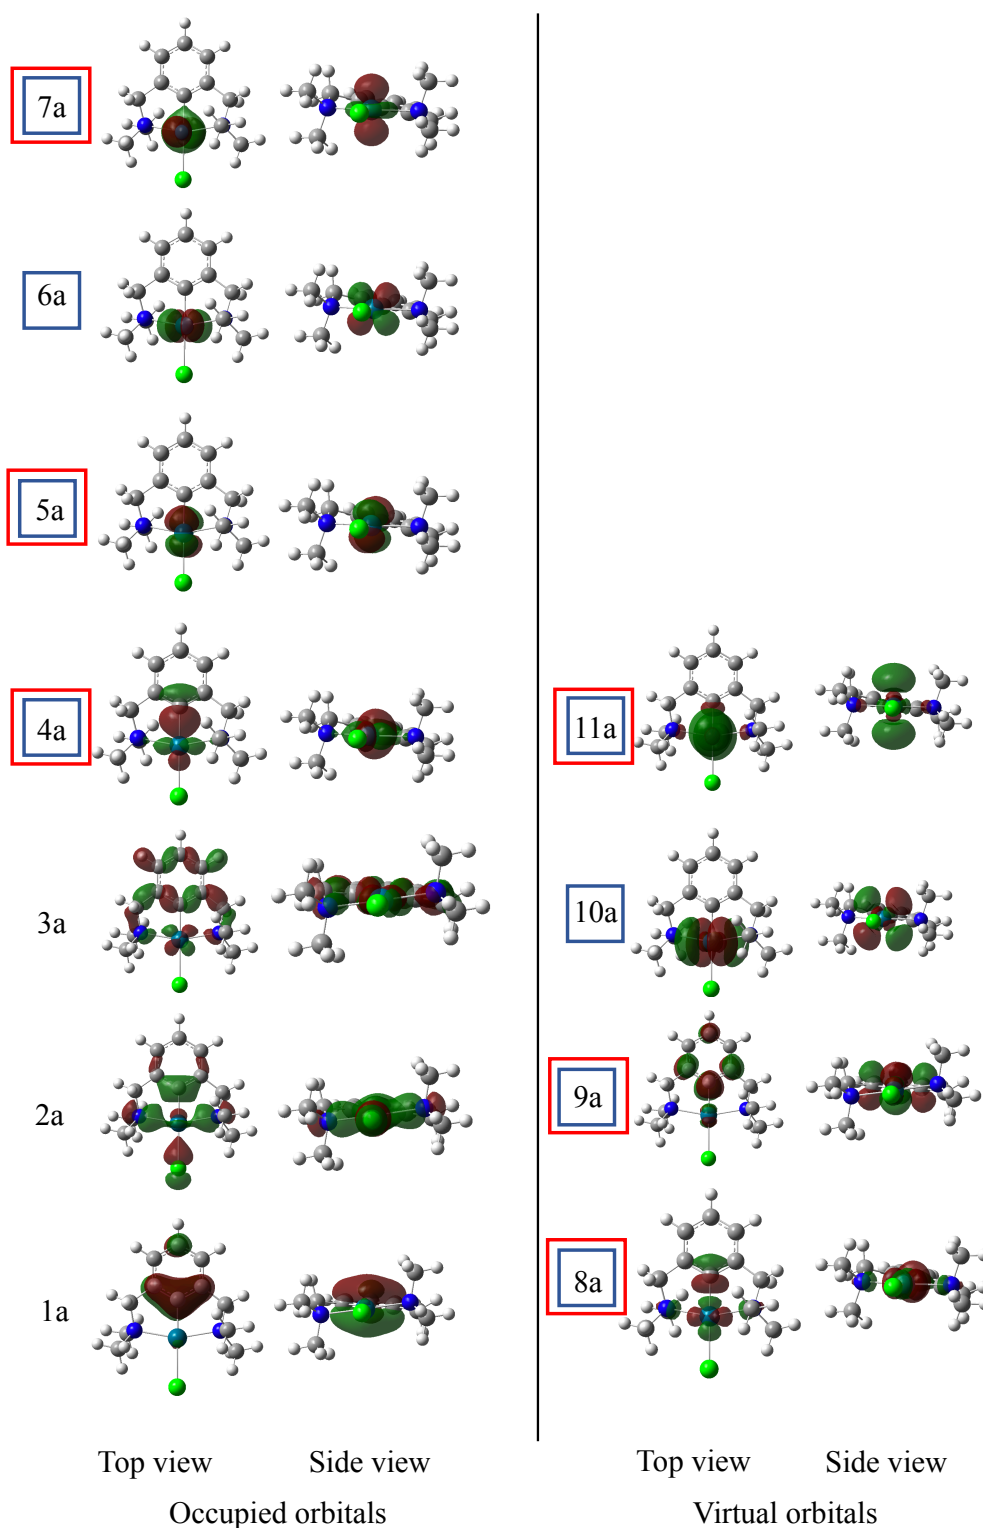 7a
6a
5a
4a
3a
2a
1a
Top view
Side view
Occupied orbitals
11a
10a
9a
8a
Top view
Side view
Virtual orbitals